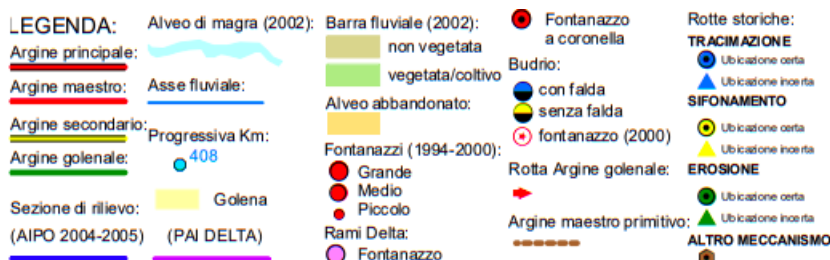 LEGENDA:
Argine principale:
Argine maestro:
Argine secondario:
Argine golenale:
Sezione di rilievo:
(AIPO 2004-2005)
Alveo di magra (2002):
Asse fluviale:
Progressiva Km:
408
Golena
(PAI DELTA)
Barra fluviale (2002):
non vegetata
vegetata/coltivo
Alveo abbandonato:
Fontanazzi (1994-2000):
Grande
Medio
Piccolo
Rami Delta:
Fontanazzo
Fontanazzo
a coronella
Budrio:
con falda
senza falda
fontanazzo (2000)
Rotta Argine golenale:
Argine maestro primitivo:
Rotte storiche:
TRACIMAZIONE
Ubicazione certa
Ubicazione incerta
SIFONAMENTO
Ubicazione certa
Ubicazione incerta
EROSIONE
Ubicazione certa
Ubicazione incerta
ALTRO MECCANISMO